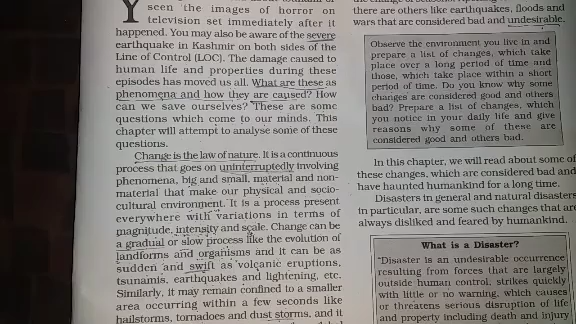 Y
seen the images of horror on
television set immediately after it
happened. You may also be aware of the severe
earthquake in Kashmir on both sides of the
Line of Control (LOC). The damage caused to
human life and properties during these
episodes has moved us all. What are these as
phenomena and how they are caused? How
can we save ourselves? These are some
questions which come to our minds. This
chapter will attempt to analyse some of these
questions.
Change is the law of nature. It is a continuous
process that goes on uninterruptedly involving
phenomena, big and small, material and non-
material that make our physical and socio-
cultural environment. It is a process present
everywhere with variations in terms of
magnitude, intensity and scale. Change can be
a gradual or slow process like the evolution of
landforms and organisms and it can be as
sudden and swift as volcanic eruptions,
tsunamis, earthquakes and lightening, etc.
Similarly, it may remain confined to a smaller
area occurring within a few seconds like
hailstorms, tornadoes and dust storms, and it
there are others like earthquakes, floods and
wars that are considered bad and undesirable.
Observe the environment you live in and
prepare a list of changes, which take
place over a long period of time and
those, which take place within a short
period of time. Do you know why some
changes are considered good and others
bad? Prepare a list of changes, which
you notice in your daily life and give
reasons why some of these are
considered good and others bad.
In this chapter, we will read about some of
these changes, which are considered bad and
have haunted humankind for a long time.
Disasters in general and natural disasters
in particular, are some such changes that are
always disliked and feared by humankind.
What is a Disaster?
"Disaster is an undesirable occurrence
resulting from forces that are largely
outside human control, strikes quickly
with little or no warning, which causes
or threatens serious disruption of life
and property including death and injury